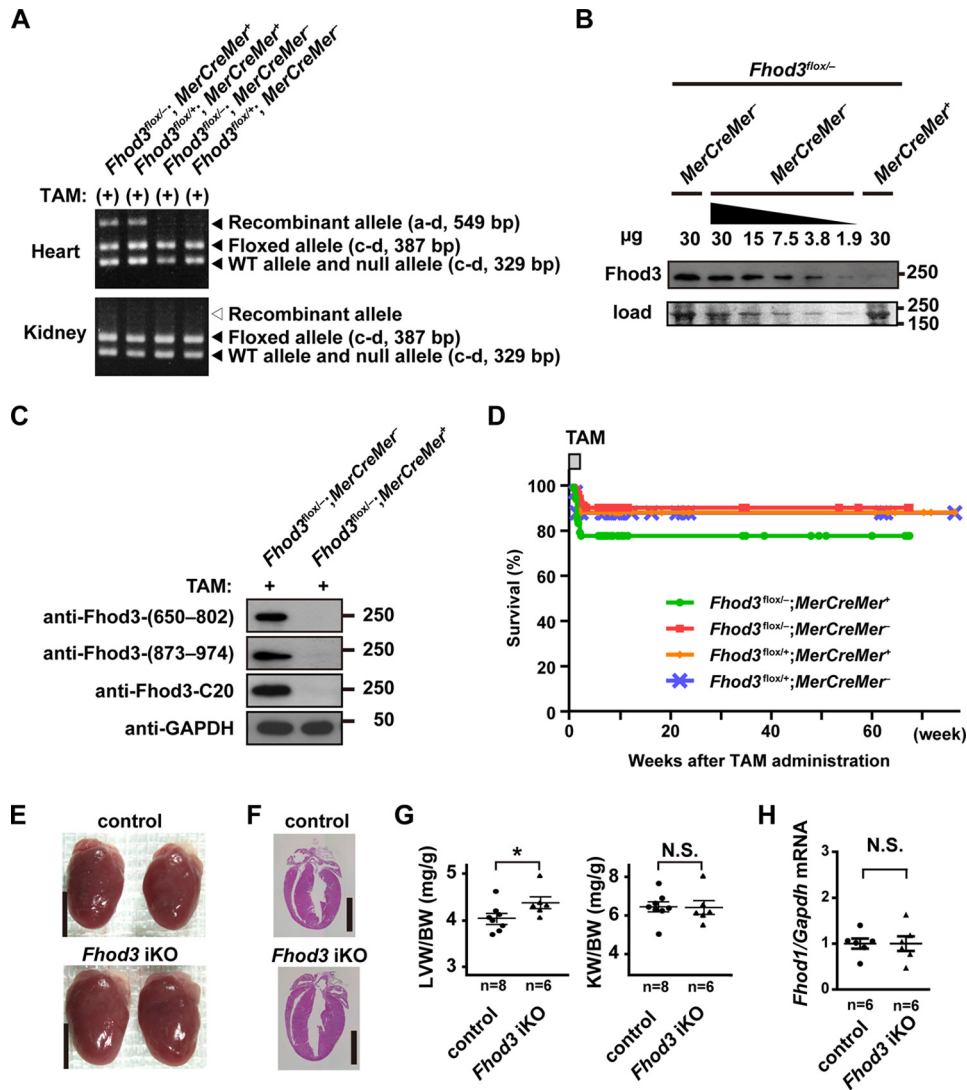 A
Fhod3flox/–; MerCreMer+
Fhod3flox/+; MerCreMer+
Fhod3flox/–; MerCreMer–
Fhod3flox/+; MerCreMer–
TAM: (+) (+) (+) (+)
Heart
Recombinant allele (a-d, 549 bp)
Floxed allele (c-d, 387 bp)
WT allele and null allele (c-d, 329 bp)
Kidney
Recombinant allele
Floxed allele (c-d, 387 bp)
WT allele and null allele (c-d, 329 bp)
B
Fhod3flox/–
MerCreMer– MerCreMer– MerCreMer+
µg 30 30 15 7.5 3.8 1.9 30
Fhod3 250
load 250
150
C
Fhod3flox/–;MerCreMer–
Fhod3flox/–;MerCreMer+
TAM: + +
anti-Fhod3-(650–802) 250
anti-Fhod3-(873–974) 250
anti-Fhod3-C20 250
anti-GAPDH 50
D
TAM
100
80
60
40
20
0
Survival (%)
Fhod3flox/–;MerCreMer+
Fhod3flox/–;MerCreMer–
Fhod3flox/+;MerCreMer+
Fhod3flox/+;MerCreMer–
0 20 40 60 (week)
Weeks after TAM administration
E
control
Fhod3 iKO
F
control
Fhod3 iKO
G
LVW/BW (mg/g)
5
4
3
*
n=8 n=6
control
Fhod3 iKO
KW/BW (mg/g)
8
6
4
N.S.
n=8 n=6
control
Fhod3 iKO
H
Fhod1/Gapdh mRNA
3
2
1
0
N.S.
n=6 n=6
control
Fhod3 iKO